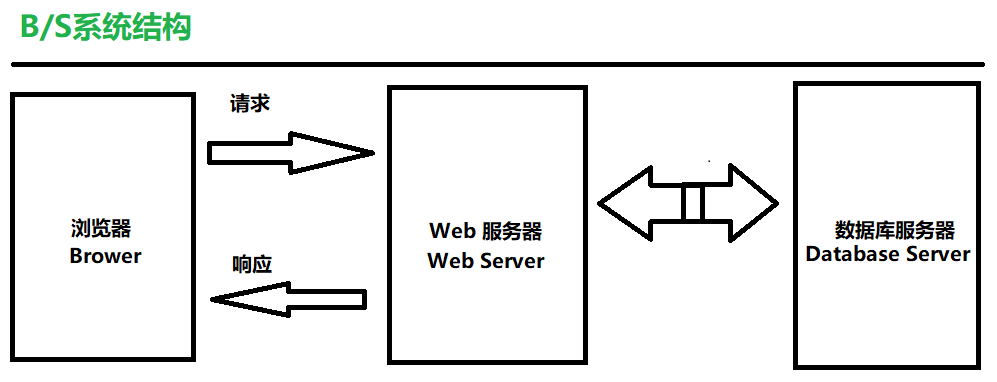 B/S系统结构
请求
浏览器
Brower
响应
Web 服务器
Web Server
数据库服务器
Database Server